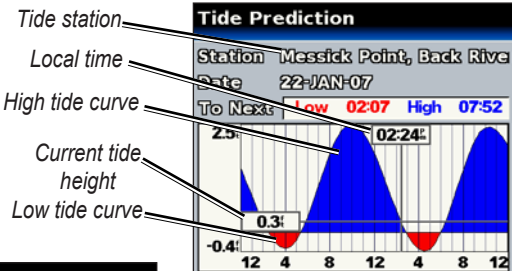 Tide Prediction
Tide station
Station Messick Point, Back Rive
Local time
Date 22-JAN-07
High tide curve
To Next Low 02:07 High 07:52
2.5
02:24
Current tide
height
0.3
Low tide curve
-0.4
12 4 8 12 4 8 12